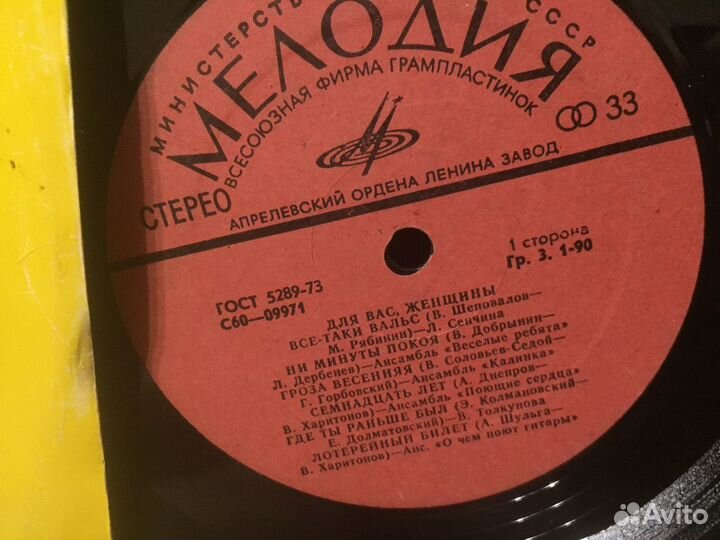 МИНИСТЕРСТВ СССР
МЕЛОДИЯ
ВСЕСОЮЗНАЯ ФИРМА ГРАМПЛАСТИНОК
33
СТЕРЕО
АПРЕЛЕВСКИЙ ОРДЕНА ЛЕНИНА ЗАВОД
ГОСТ 5289-73
С60—09971
1 сторона
Гр. 3. 1-90
ДЛЯ ВАС, ЖЕНЩИНЫ
ВСЕ-ТАКИ ВАЛЬС (В. Шеповалов—
М. Рябинин)—Л. Сенчина
НИ МИНУТЫ ПОКОЯ (В. Добрынин—
Л. Дербенев)—Ансамбль «Веселые ребята»
ГРОЗА ВЕСЕННЯЯ (В. Соловьев-Седой—
Г. Горбовский)—Ансамбль «Калинка»
СЕМНАДЦАТЬ ЛЕТ (А. Днепров—
В. Харитонов)—Ансамбль «Поющие сердца»
ГДЕ ТЫ РАНЬШЕ БЫЛ (Э. Колмановский—
Е. Долматовский)—В. Толкунова
ЛОТЕРЕЙНЫЙ БИЛЕТ (Л. Шульга—
В. Харитонов)—Анс. «О чем поют гитары»
Avito